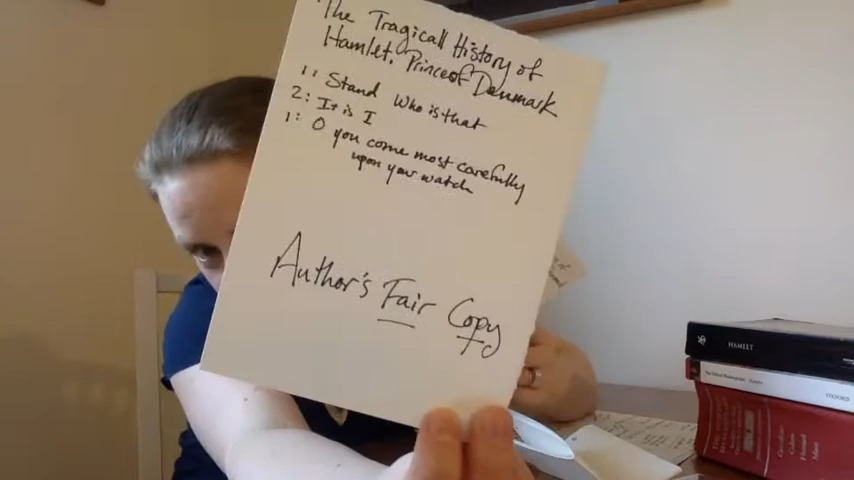 The Tragicall History of
Hamlet, Prince of Denmark
1: Stand who is that
2: It is I
1: O you come most carefully
upon your watch
Author's Fair Copy
HAMLET